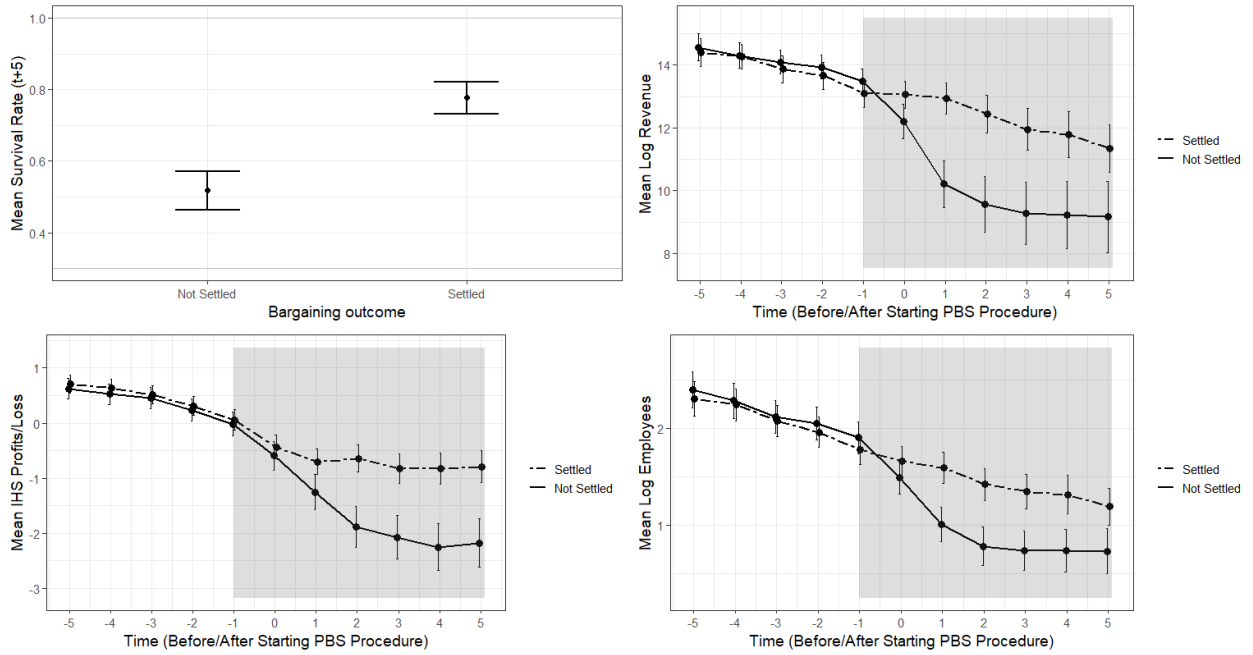 Mean Survival Rate (t+5)
1.0
0.8
0.6
0.4
Not Settled
Settled
Bargaining outcome
Mean Log Revenue
14
12
10
8
-5 -4 -3 -2 -1 0 1 2 3 4 5
Time (Before/After Starting PBS Procedure)
Settled
Not Settled
Mean IHS Profits/Loss
1
0
-1
-2
-3
-5 -4 -3 -2 -1 0 1 2 3 4 5
Time (Before/After Starting PBS Procedure)
Settled
Not Settled
Mean Log Employees
2
1
-5 -4 -3 -2 -1 0 1 2 3 4 5
Time (Before/After Starting PBS Procedure)
Settled
Not Settled